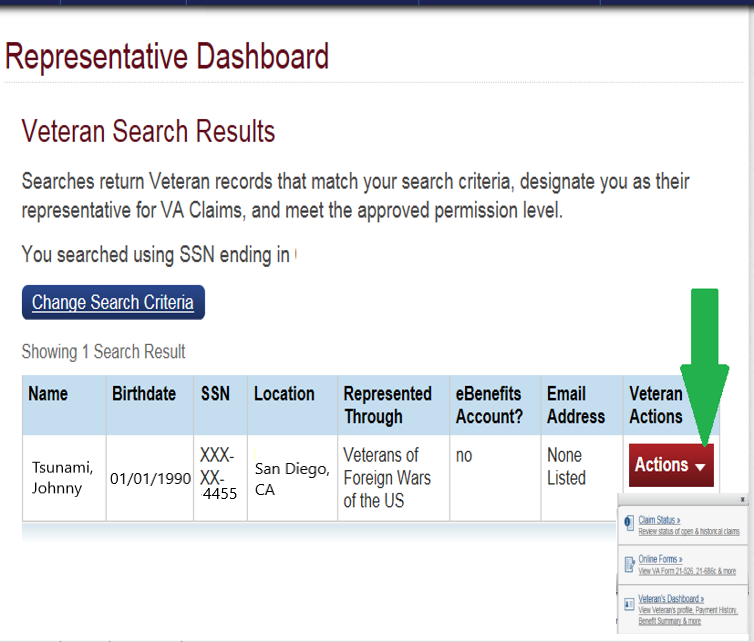 Representative Dashboard
Veteran Search Results
Searches return Veteran records that match your search criteria, designate you as their
representative for VA Claims, and meet the approved permission level.
You searched using SSN ending in
Change Search Criteria
Showing 1 Search Result
Name Birthdate SSN Location Represented Through eBenefits Account? Email Address Veteran Actions
Tsunami, Johnny 01/01/1990 XXX-XX-4455 San Diego, CA Veterans of Foreign Wars of the US no None Listed Actions
Claim Status »
Review status of open & historical claims
Online Forms »
View VA Form 21-526, 21-686c & more
Veteran's Dashboard »
View Veteran's profile, Payment History,
Benefit Summary & more